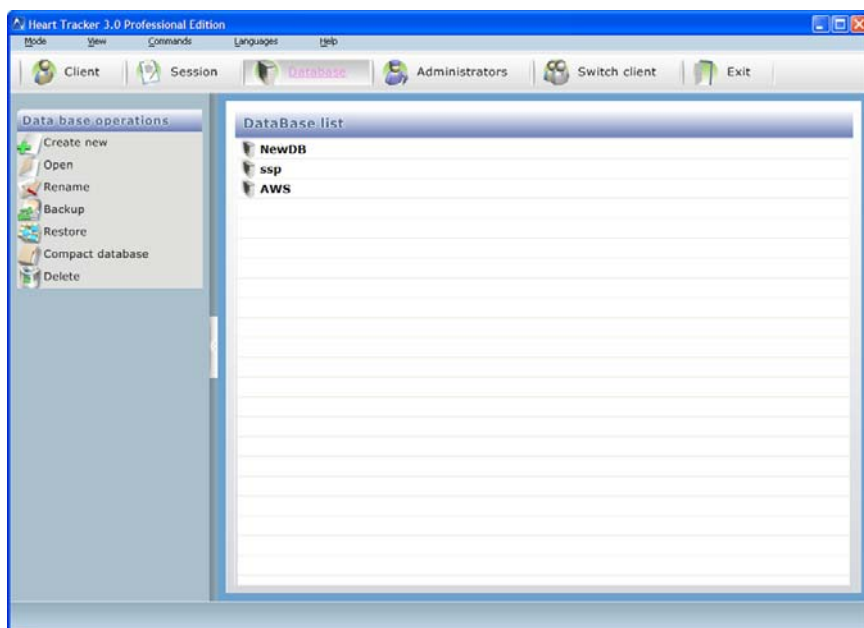 Heart Tracker 3.0 Professional Edition
Mode View Commands Languages Help
Client Session Database Administrators Switch client Exit
Data base operations
Create new
Open
Rename
Backup
Restore
Compact database
Delete
DataBase list
NewDB
ssp
AWS